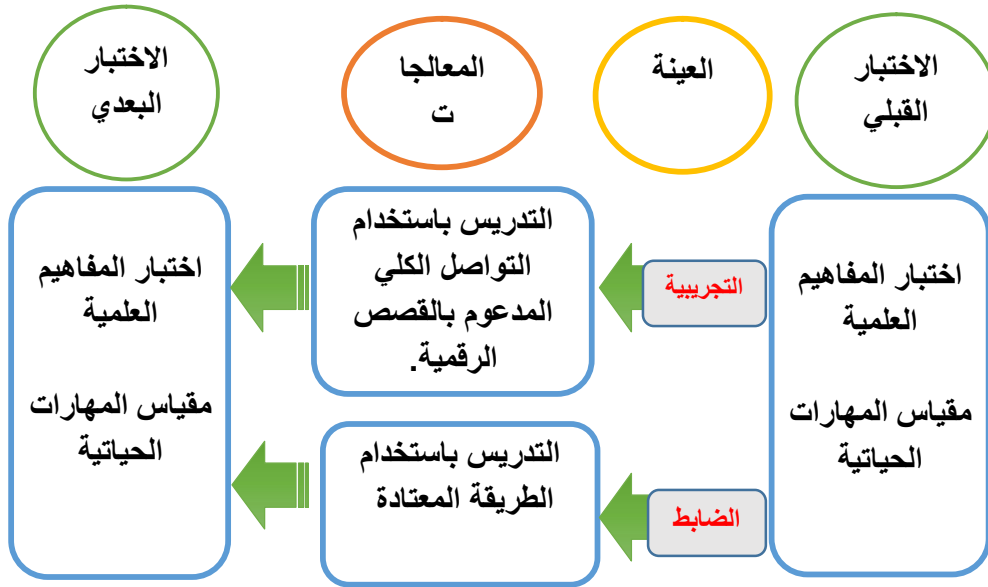 الاختبار
القبلي
العينة
المعالجا
ت
الاختبار
البعدي
اختبار المفاهيم
العلمية
مقياس المهارات
الحياتية
التجريبية
الضابط
التدريس باستخدام
التواصل الكلي
المدعوم بالقصص
الرقمية.
التدريس باستخدام
الطريقة المعتادة
اختبار المفاهيم
العلمية
مقياس المهارات
الحياتية